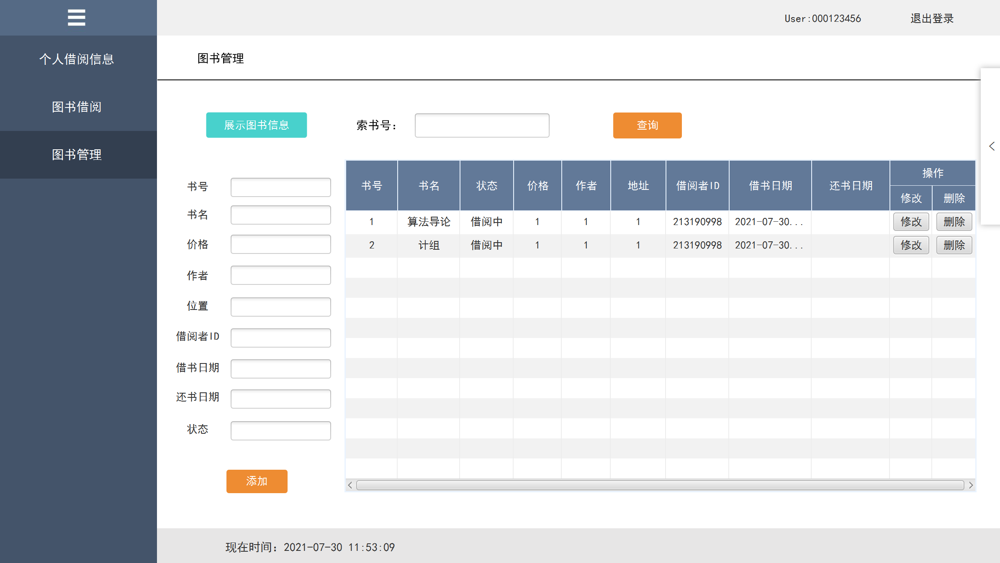 User:000123456 退出登录
个人借阅信息
图书借阅
图书管理
图书管理
展示图书信息 索书号： 查询
书号
书名
价格
作者
位置
借阅者ID
借书日期
还书日期
状态
添加
书号 书名 状态 价格 作者 地址 借阅者ID 借书日期 还书日期 操作
修改 删除
1 算法导论 借阅中 1 1 1 213190998 2021-07-30... 修改 删除
2 计组 借阅中 1 1 1 213190998 2021-07-30... 修改 删除
现在时间：2021-07-30 11:53:09